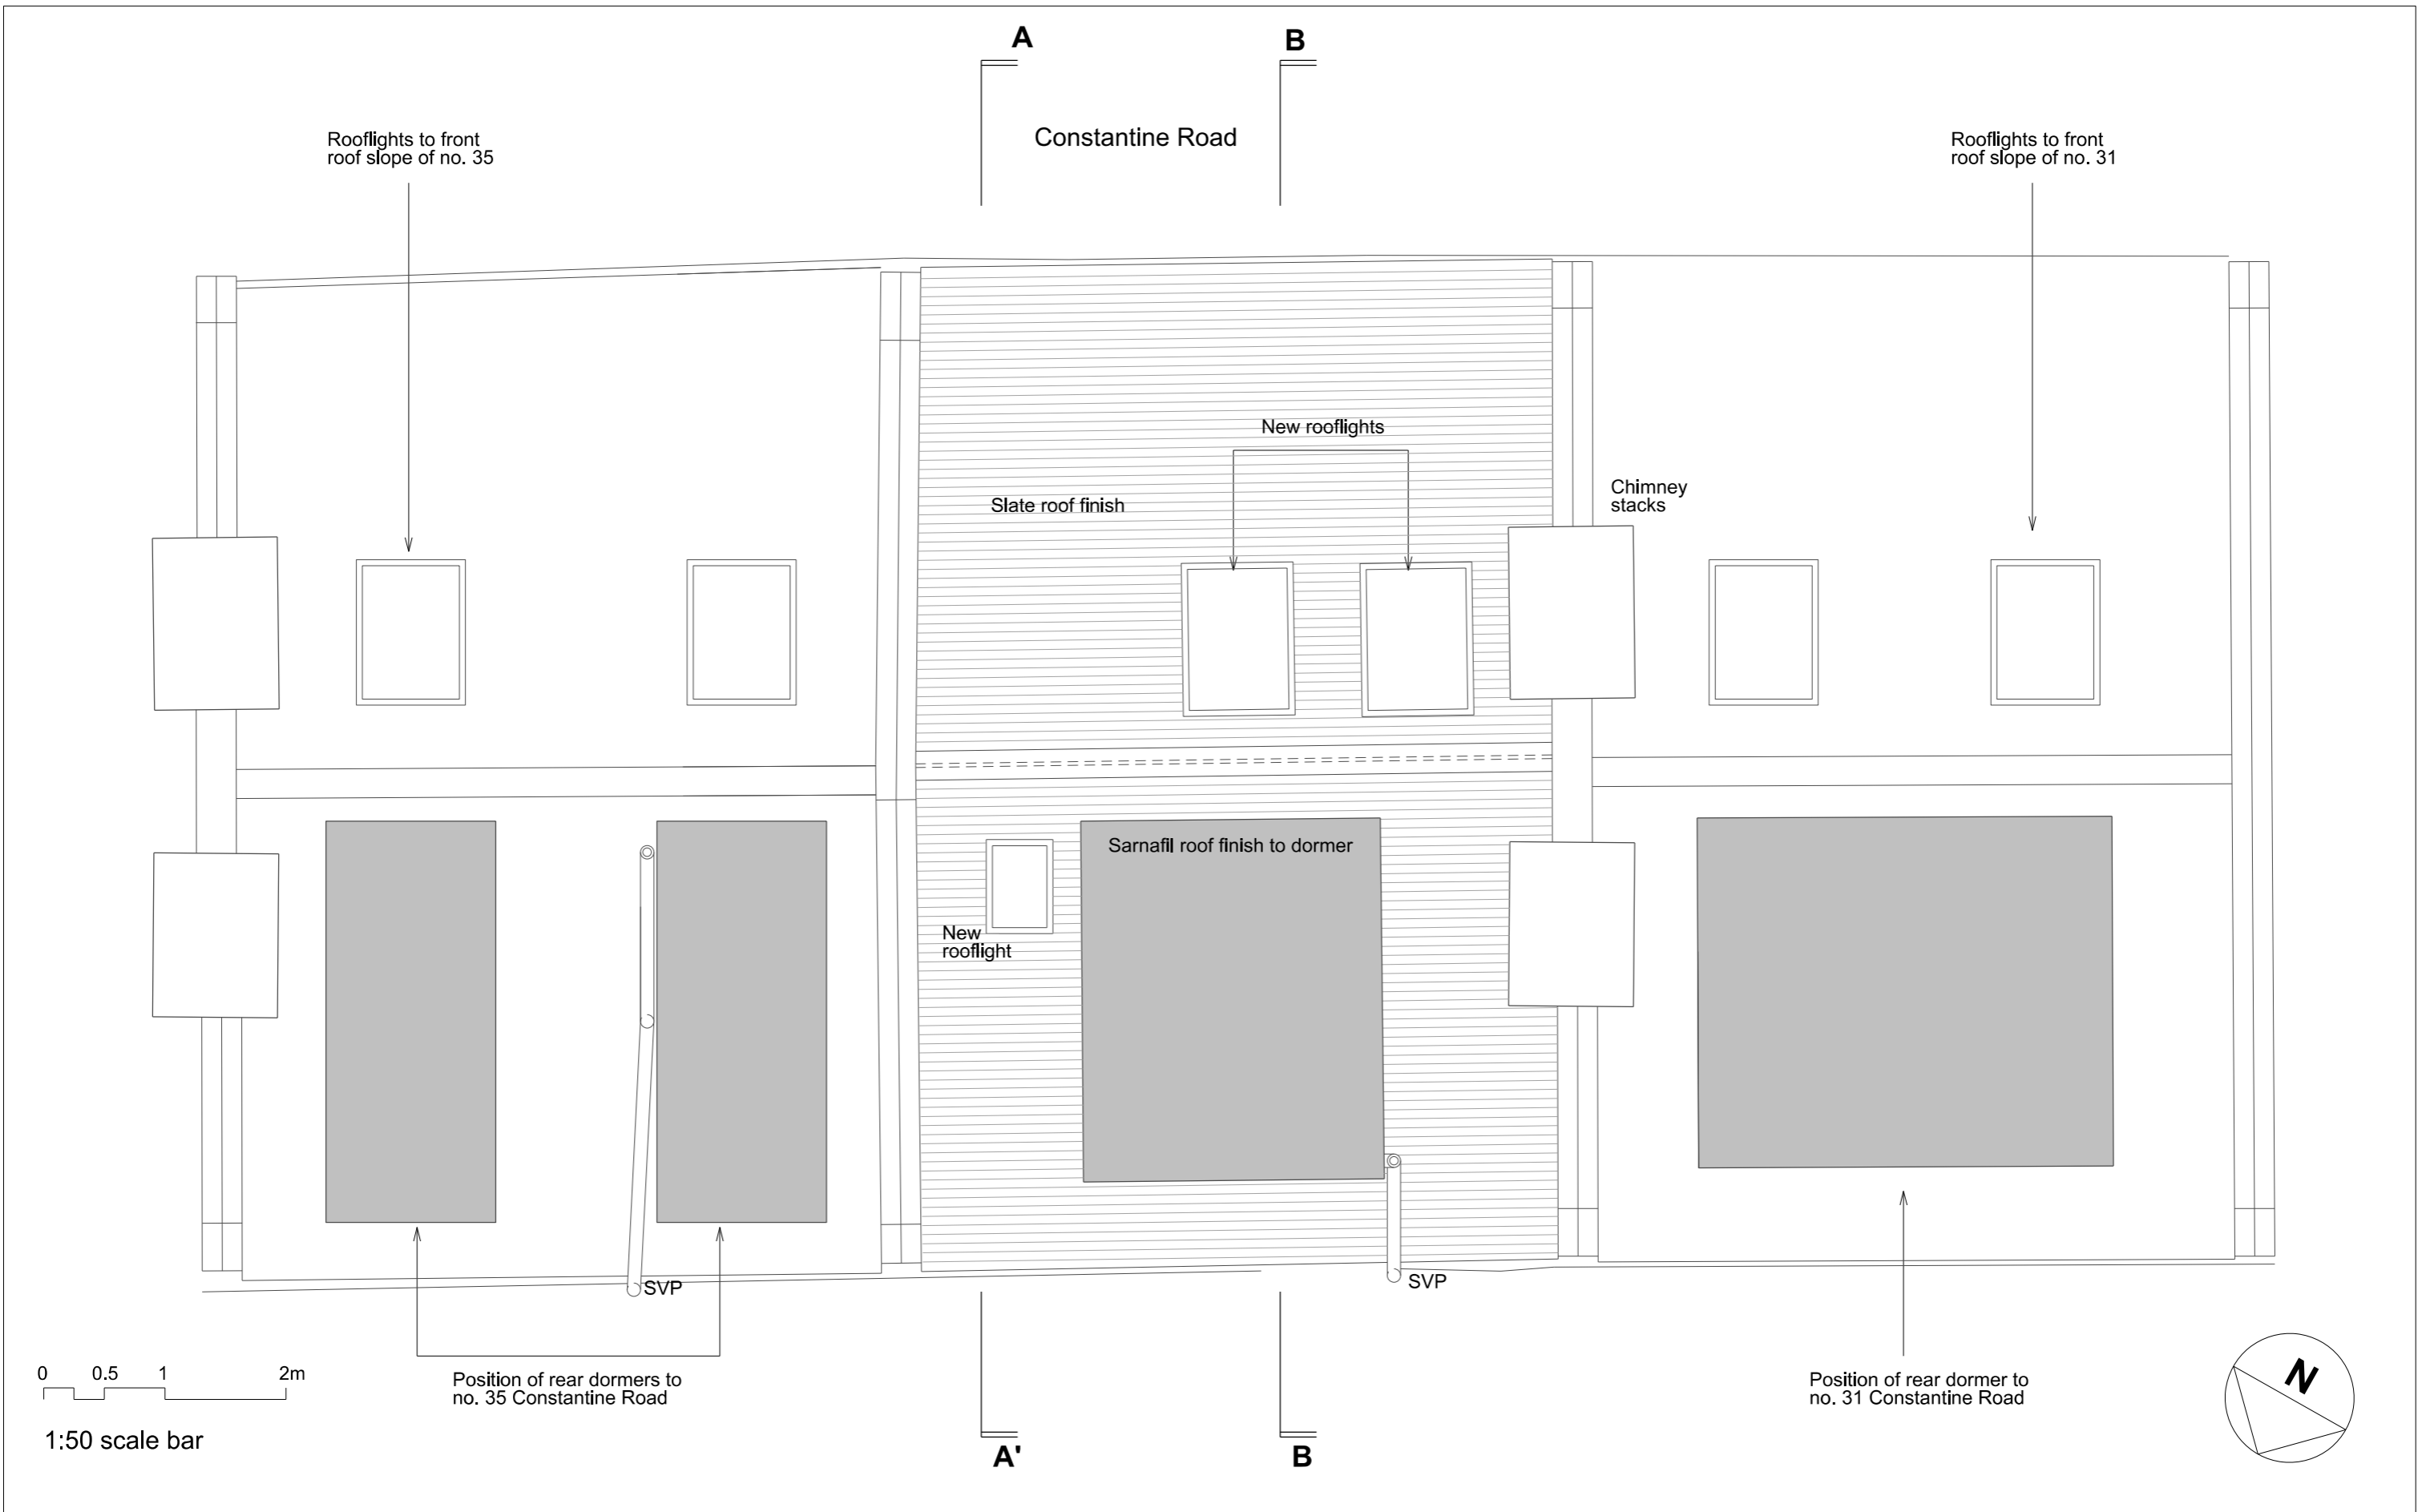 A
B
Constantine Road
Rooflights to front
roof slope of no. 35
Rooflights to front
roof slope of no. 31
New rooflights
Slate roof finish
Chimney
stacks
Sarnafil roof finish to dormer
New
rooflight
SVP
SVP
0 0.5 1 2m
1:50 scale bar
Position of rear dormers to
no. 35 Constantine Road
Position of rear dormer to
no. 31 Constantine Road
N
A'
B